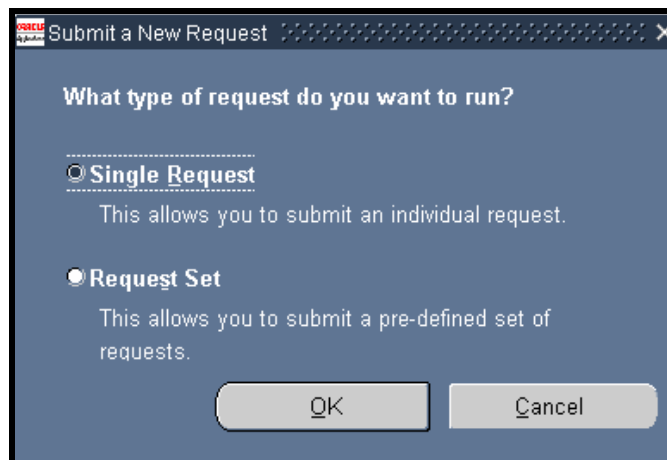 ORACLE
Submit a New Request
What type of request do you want to run?
Single Request
This allows you to submit an individual request.
Request Set
This allows you to submit a pre-defined set of
requests.
OK Cancel